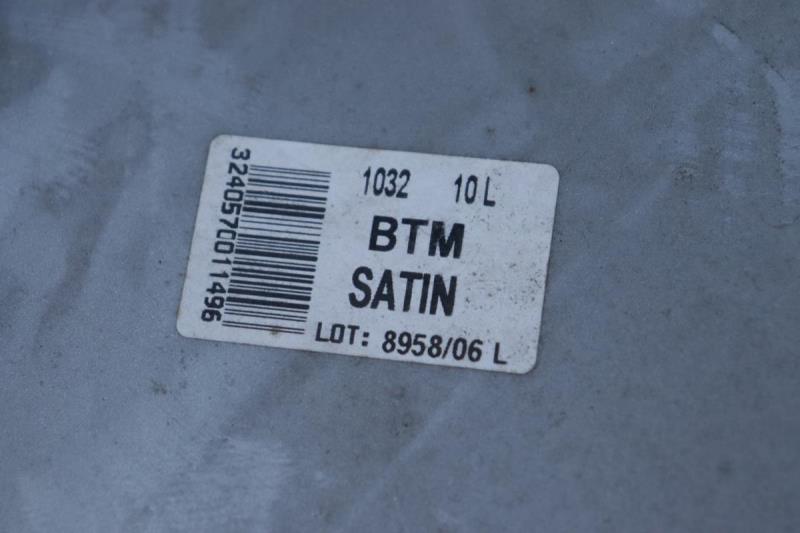 3240570011496
1032 10 L
BTM
SATIN
LOT: 8958/06 L